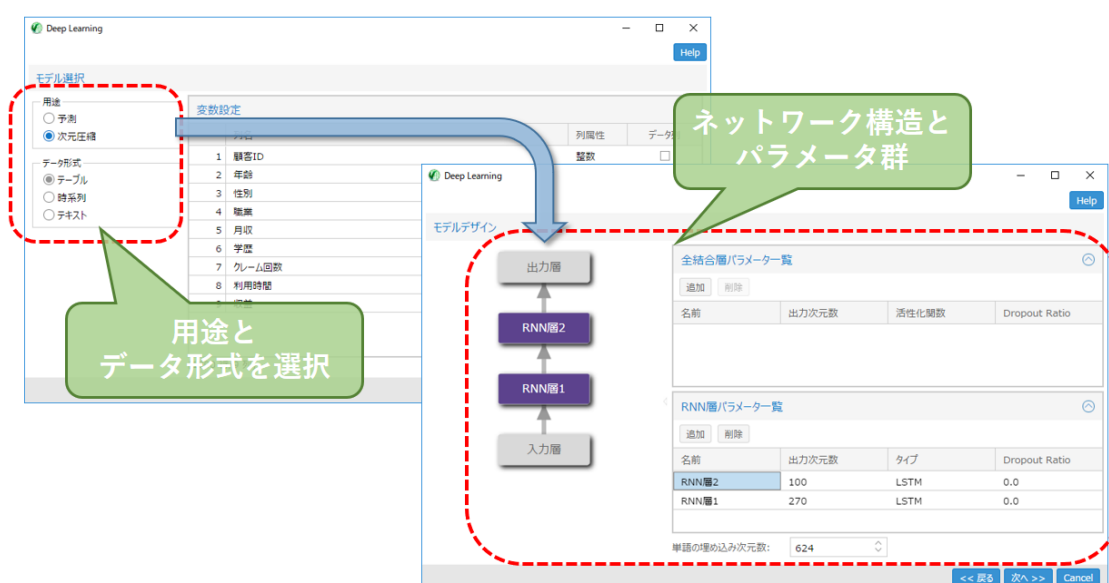 Deep Learning
Help
モデル選択
用途
予測
次元圧縮
データ形式
テーブル
時系列
テキスト
変数設定
列属性
1 顧客ID 整数
2 年齢
3 性別
4 職業
5 月収
6 学歴
7 クレーム回数
8 利用時間
用途と
データ形式を選択
ネットワーク構造と
パラメータ群
Deep Learning
Help
モデルデザイン
出力層
RNN層2
RNN層1
入力層
全結合層パラメータ一覧
追加 削除
名前 出力次元数 活性化関数 Dropout Ratio
RNN層パラメータ一覧
追加 削除
名前 出力次元数 タイプ Dropout Ratio
RNN層2 100 LSTM 0.0
RNN層1 270 LSTM 0.0
単語の埋め込み次元数: 624
<< 戻る 次へ >> Cancel